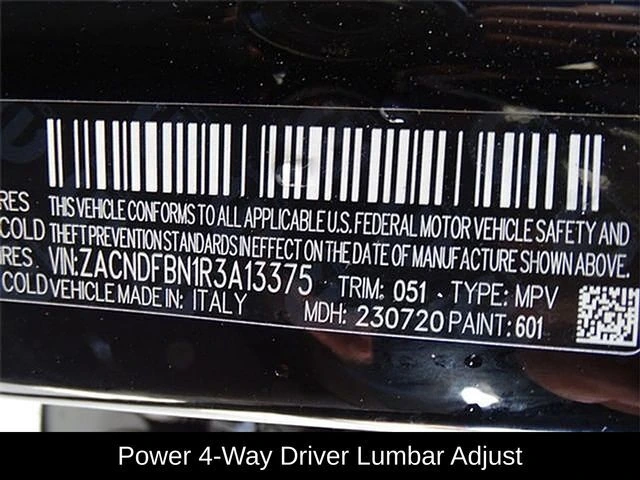 THIS VEHICLE CONFORMS TO ALL APPLICABLE U.S. FEDERAL MOTOR VEHICLE SAFETY AND
RES
THEFT PREVENTION STANDARDS IN EFFECT ON THE DATE OF MANUFACTURE SHOWN ABOVE.
COLD
VIN:ZACNDFBN1R3A13375 TRIM: 051 TYPE: MPV
RES.
COLD VEHICLE MADE IN: ITALY MDH: 230720 PAINT: 601
Power 4-Way Driver Lumbar Adjust